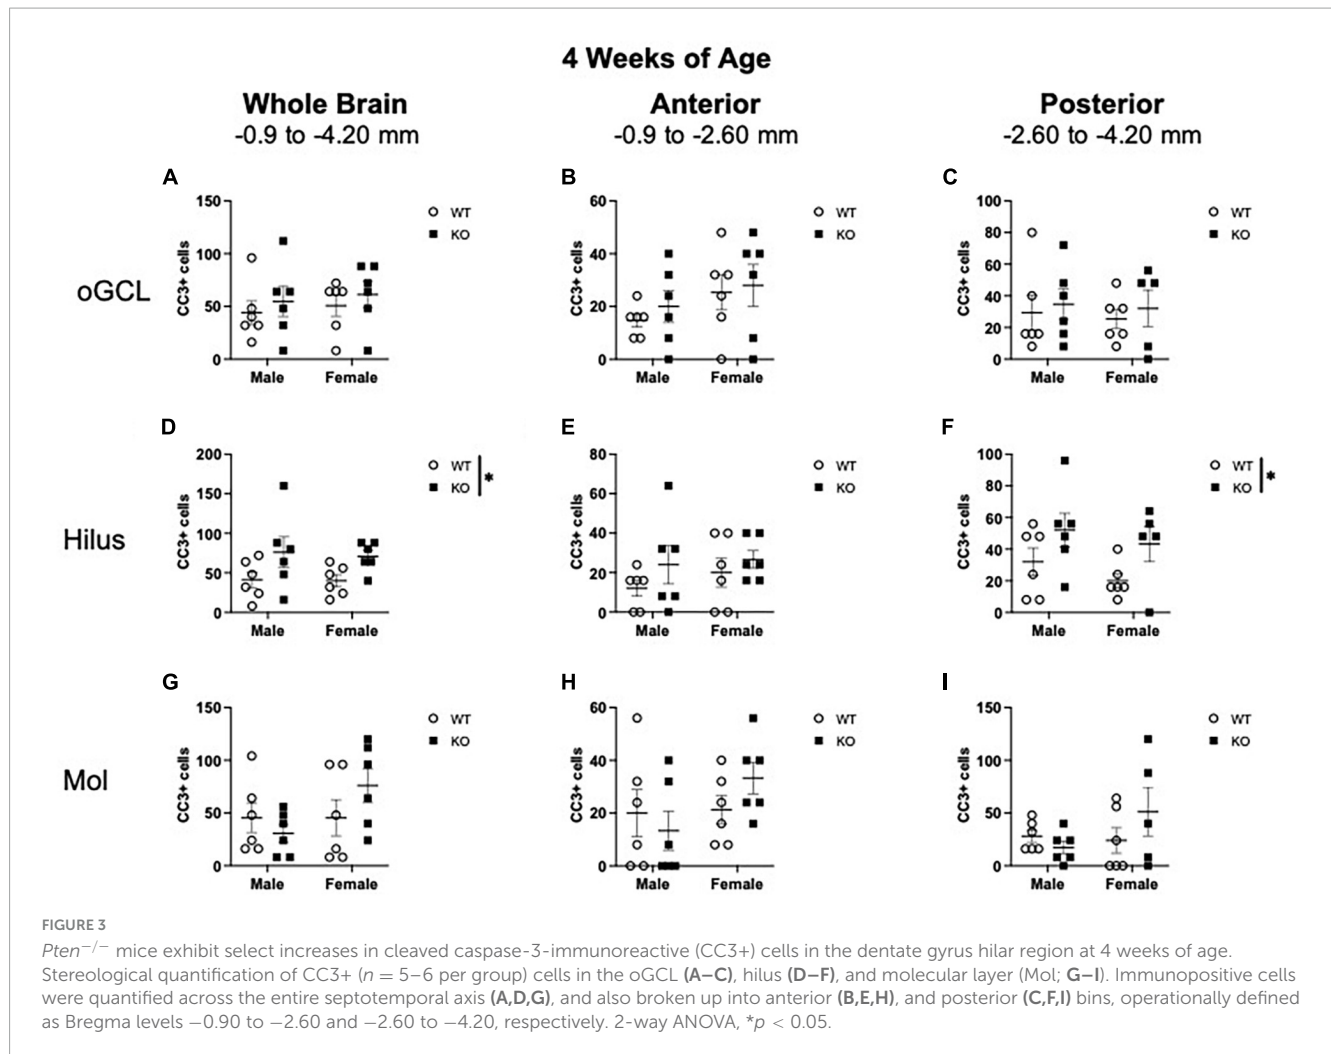 4 Weeks of Age
Whole Brain
-0.9 to -4.20 mm
Anterior
-0.9 to -2.60 mm
Posterior
-2.60 to -4.20 mm
oGCL
A
CC3+ cells
150
100
50
0
Male
Female
WT
KO
B
CC3+ cells
60
40
20
0
Male
Female
WT
KO
C
CC3+ cells
100
80
60
40
20
0
Male
Female
WT
KO
Hilus
D
CC3+ cells
200
150
100
50
0
Male
Female
WT
KO
*
E
CC3+ cells
80
60
40
20
0
Male
Female
WT
KO
F
CC3+ cells
100
80
60
40
20
0
Male
Female
WT
KO
*
Mol
G
CC3+ cells
150
100
50
0
Male
Female
WT
KO
H
CC3+ cells
60
40
20
0
Male
Female
WT
KO
I
CC3+ cells
150
100
50
0
Male
Female
WT
KO
FIGURE 3
Pten−/− mice exhibit select increases in cleaved caspase-3-immunoreactive (CC3+) cells in the dentate gyrus hilar region at 4 weeks of age.
Stereological quantification of CC3+ (n = 5–6 per group) cells in the oGCL (A–C), hilus (D–F), and molecular layer (Mol; G–I). Immunopositive cells
were quantified across the entire septotemporal axis (A,D,G), and also broken up into anterior (B,E,H), and posterior (C,F,I) bins, operationally defined
as Bregma levels −0.90 to −2.60 and −2.60 to −4.20, respectively. 2-way ANOVA, *p < 0.05.